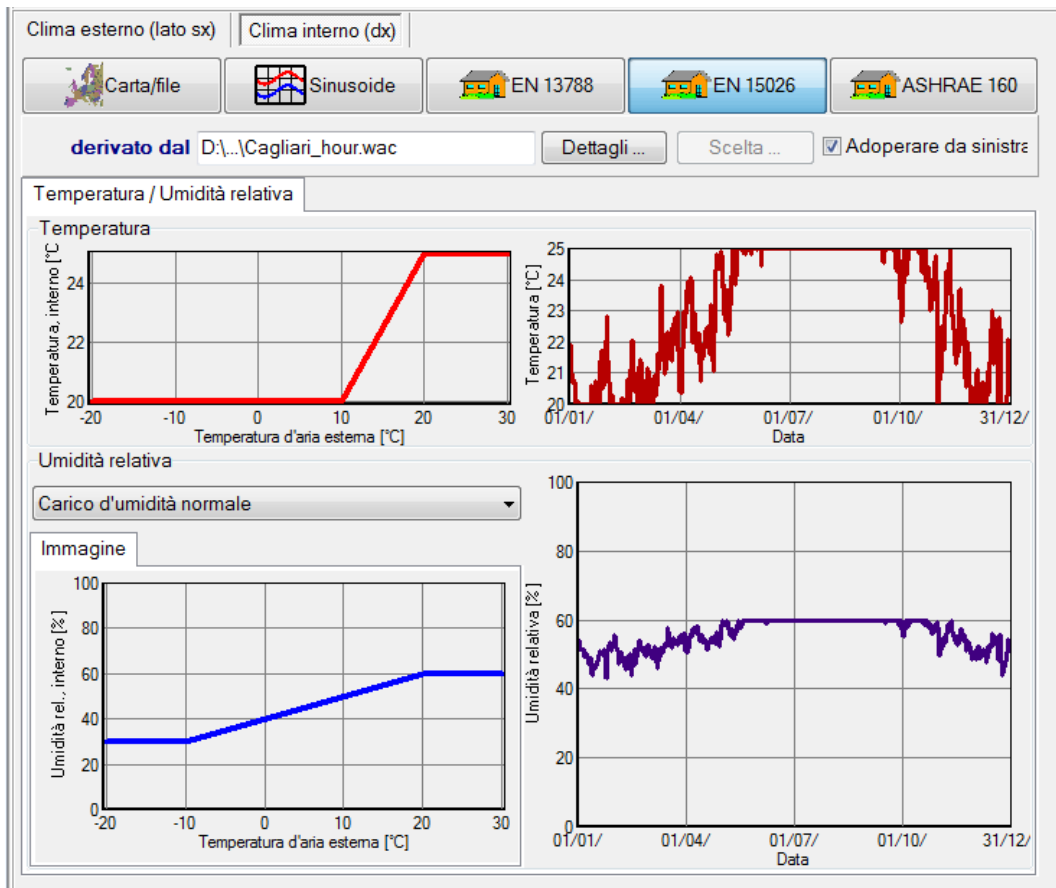 Clima esterno (lato sx) Clima interno (dx)
Carta/file Sinusoide EN 13788 EN 15026 ASHRAE 160
derivato dal D:\...\Cagliari_hour.wac Dettagli ... Scelta ... Adoperare da sinistra
Temperatura / Umidità relativa
Temperatura
Temperatura, interno [°C
24
22
20
-20 -10 0 10 20 30
Temperatura d'aria esterna [°C]
Temperatura [°C]
25
24
23
22
21
20
01/01/ 01/04/ 01/07/ 01/10/ 31/12/
Data
Umidità relativa
Carico d'umidità normale
Immagine
Umidità rel., interno [%]
100
80
60
40
20
0
-20 -10 0 10 20 30
Temperatura d'aria esterna [°C]
Umidità relativa [%]
100
80
60
40
20
0
01/01/ 01/04/ 01/07/ 01/10/ 31/12/
Data